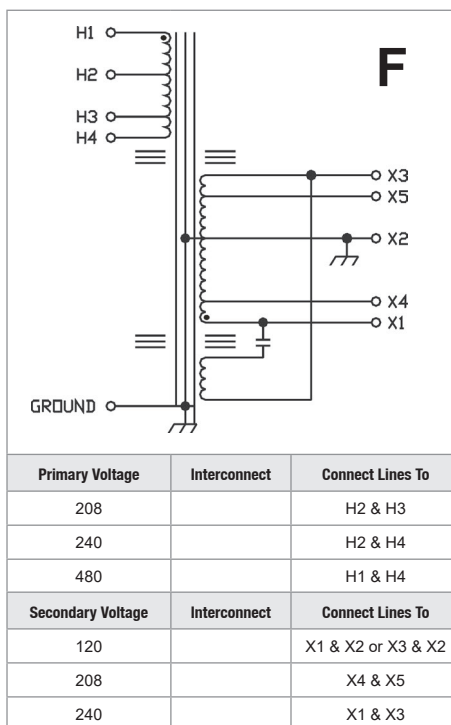 H1
F
H2
H3
H4
X3
X5
X2
X4
X1
GROUND
Primary Voltage Interconnect Connect Lines To
208 H2 & H3
240 H2 & H4
480 H1 & H4
Secondary Voltage Interconnect Connect Lines To
120 X1 & X2 or X3 & X2
208 X4 & X5
240 X1 & X3